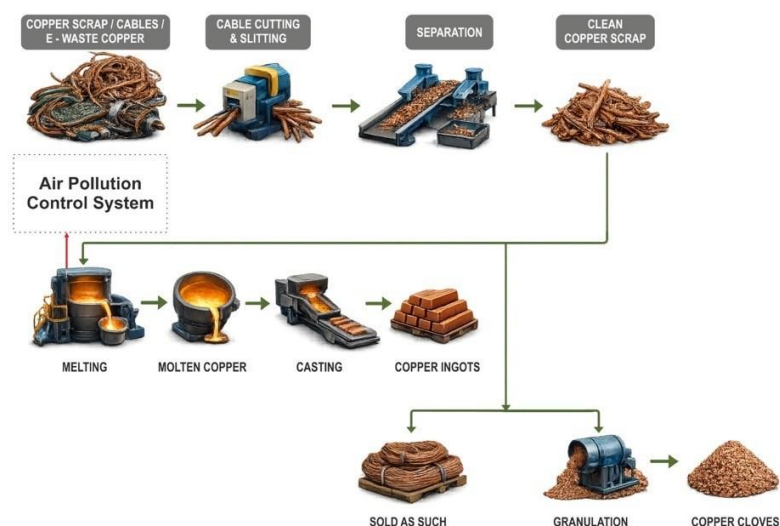 COPPER SCRAP / CABLES /
E - WASTE COPPER
CABLE CUTTING
& SLITTING
SEPARATION
CLEAN
COPPER SCRAP
Air Pollution
Control System
MELTING
MOLTEN COPPER
CASTING
COPPER INGOTS
SOLD AS SUCH
GRANULATION
COPPER CLOVES